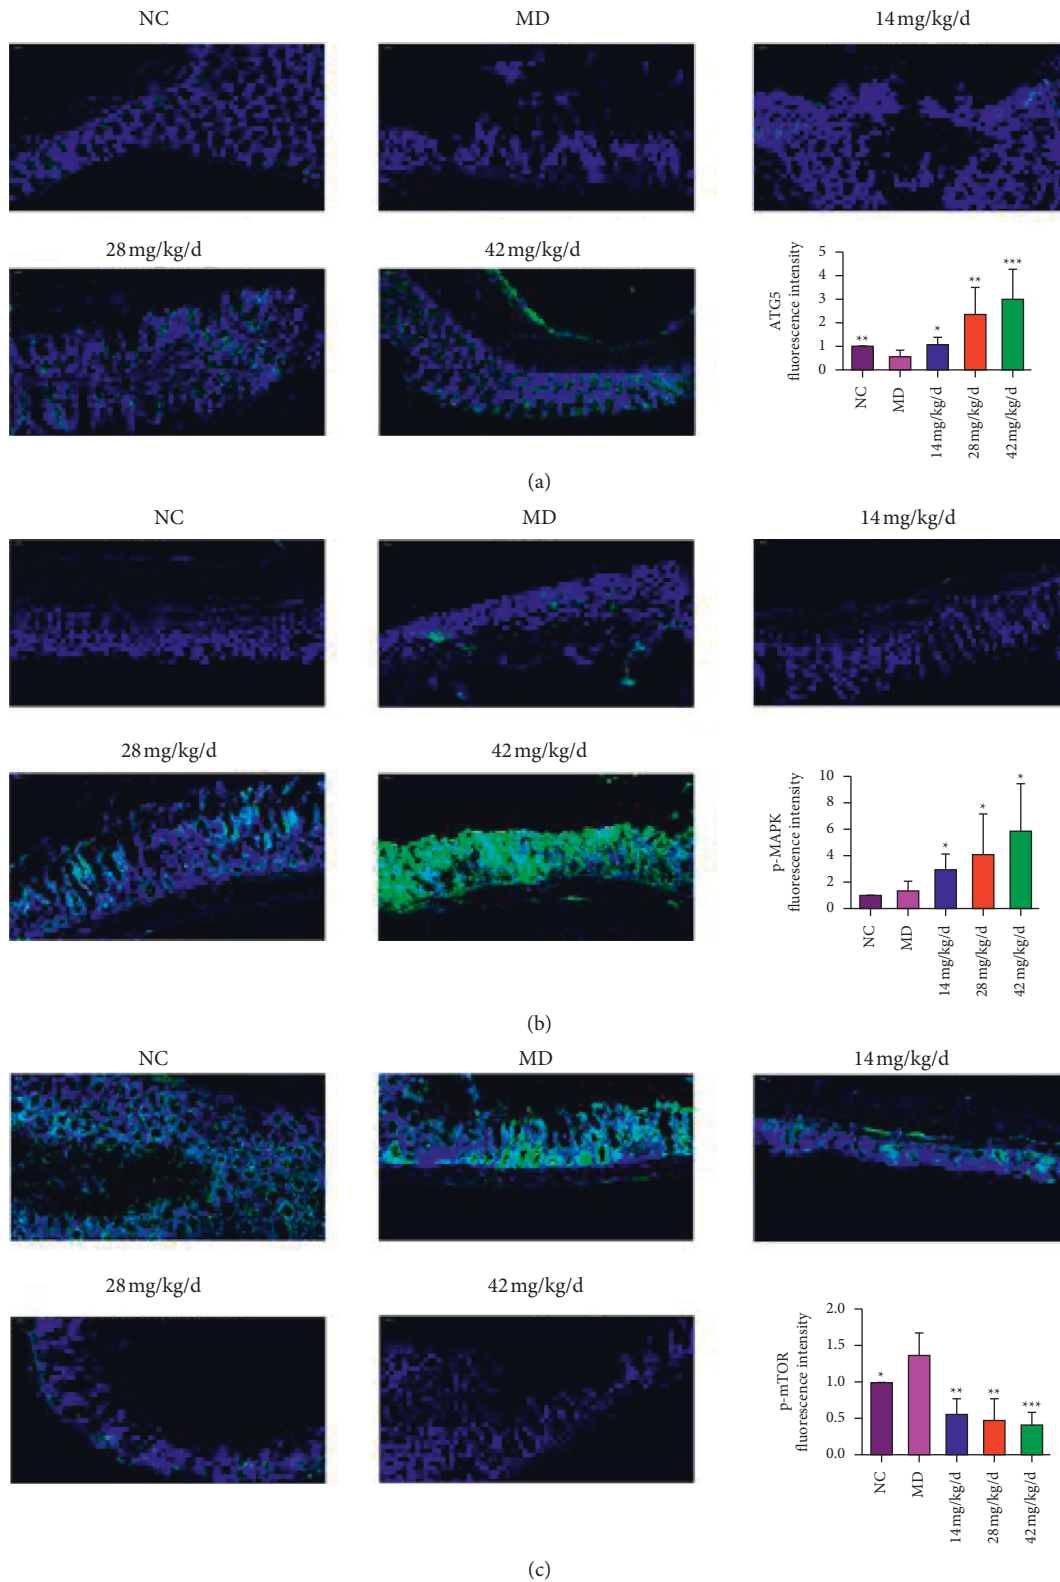 NC
MD
14 mg/kg/d
28 mg/kg/d
42 mg/kg/d
ATG5
fluorescence intensity
5
4
3
2
1
0
**
*
**
***
NC
MD
14 mg/kg/d
28 mg/kg/d
42 mg/kg/d
(a)
NC
MD
14 mg/kg/d
28 mg/kg/d
42 mg/kg/d
p-MAPK
fluorescence intensity
10
8
6
4
2
0
*
*
*
NC
MD
14 mg/kg/d
28 mg/kg/d
42 mg/kg/d
(b)
NC
MD
14 mg/kg/d
28 mg/kg/d
42 mg/kg/d
p-mTOR
fluorescence intensity
2.0
1.5
1.0
0.5
0.0
*
**
**
***
NC
MD
14 mg/kg/d
28 mg/kg/d
42 mg/kg/d
(c)